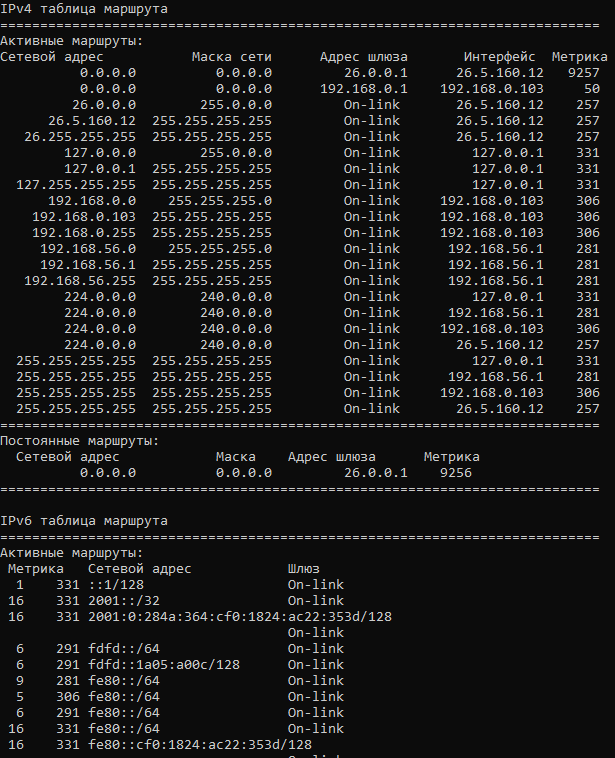 IPv4 таблица маршрута
===========================================================================
Активные маршруты:
Сетевой адрес           Маска сети      Адрес шлюза       Интерфейс  Метрика
          0.0.0.0          0.0.0.0         26.0.0.1      26.5.160.12   9257
          0.0.0.0          0.0.0.0      192.168.0.1    192.168.0.103     50
         26.0.0.0        255.0.0.0         On-link       26.5.160.12    257
      26.5.160.12  255.255.255.255         On-link       26.5.160.12    257
   26.255.255.255  255.255.255.255         On-link       26.5.160.12    257
        127.0.0.0        255.0.0.0         On-link         127.0.0.1    331
        127.0.0.1  255.255.255.255         On-link         127.0.0.1    331
  127.255.255.255  255.255.255.255         On-link         127.0.0.1    331
      192.168.0.0    255.255.255.0         On-link     192.168.0.103    306
    192.168.0.103  255.255.255.255         On-link     192.168.0.103    306
    192.168.0.255  255.255.255.255         On-link     192.168.0.103    306
     192.168.56.0    255.255.255.0         On-link      192.168.56.1    281
     192.168.56.1  255.255.255.255         On-link      192.168.56.1    281
   192.168.56.255  255.255.255.255         On-link      192.168.56.1    281
        224.0.0.0        240.0.0.0         On-link         127.0.0.1    331
        224.0.0.0        240.0.0.0         On-link      192.168.56.1    281
        224.0.0.0        240.0.0.0         On-link     192.168.0.103    306
        224.0.0.0        240.0.0.0         On-link       26.5.160.12    257
  255.255.255.255  255.255.255.255         On-link         127.0.0.1    331
  255.255.255.255  255.255.255.255         On-link      192.168.56.1    281
  255.255.255.255  255.255.255.255         On-link     192.168.0.103    306
  255.255.255.255  255.255.255.255         On-link       26.5.160.12    257
===========================================================================
Постоянные маршруты:
  Сетевой адрес            Маска    Адрес шлюза      Метрика
          0.0.0.0          0.0.0.0         26.0.0.1    9256
===========================================================================
IPv6 таблица маршрута
===========================================================================
Активные маршруты:
 Метрика   Сетевой адрес            Шлюз
  1    331 ::1/128                  On-link
 16    331 2001::/32                On-link
 16    331 2001:0:284a:364:cf0:1824:ac22:353d/128
                                    On-link
  6    291 fdfd::/64                On-link
  6    291 fdfd::1a05:a00c/128      On-link
  9    281 fe80::/64                On-link
  5    306 fe80::/64                On-link
  6    291 fe80::/64                On-link
 16    331 fe80::/64                On-link
 16    331 fe80::cf0:1824:ac22:353d/128
                                    On-link